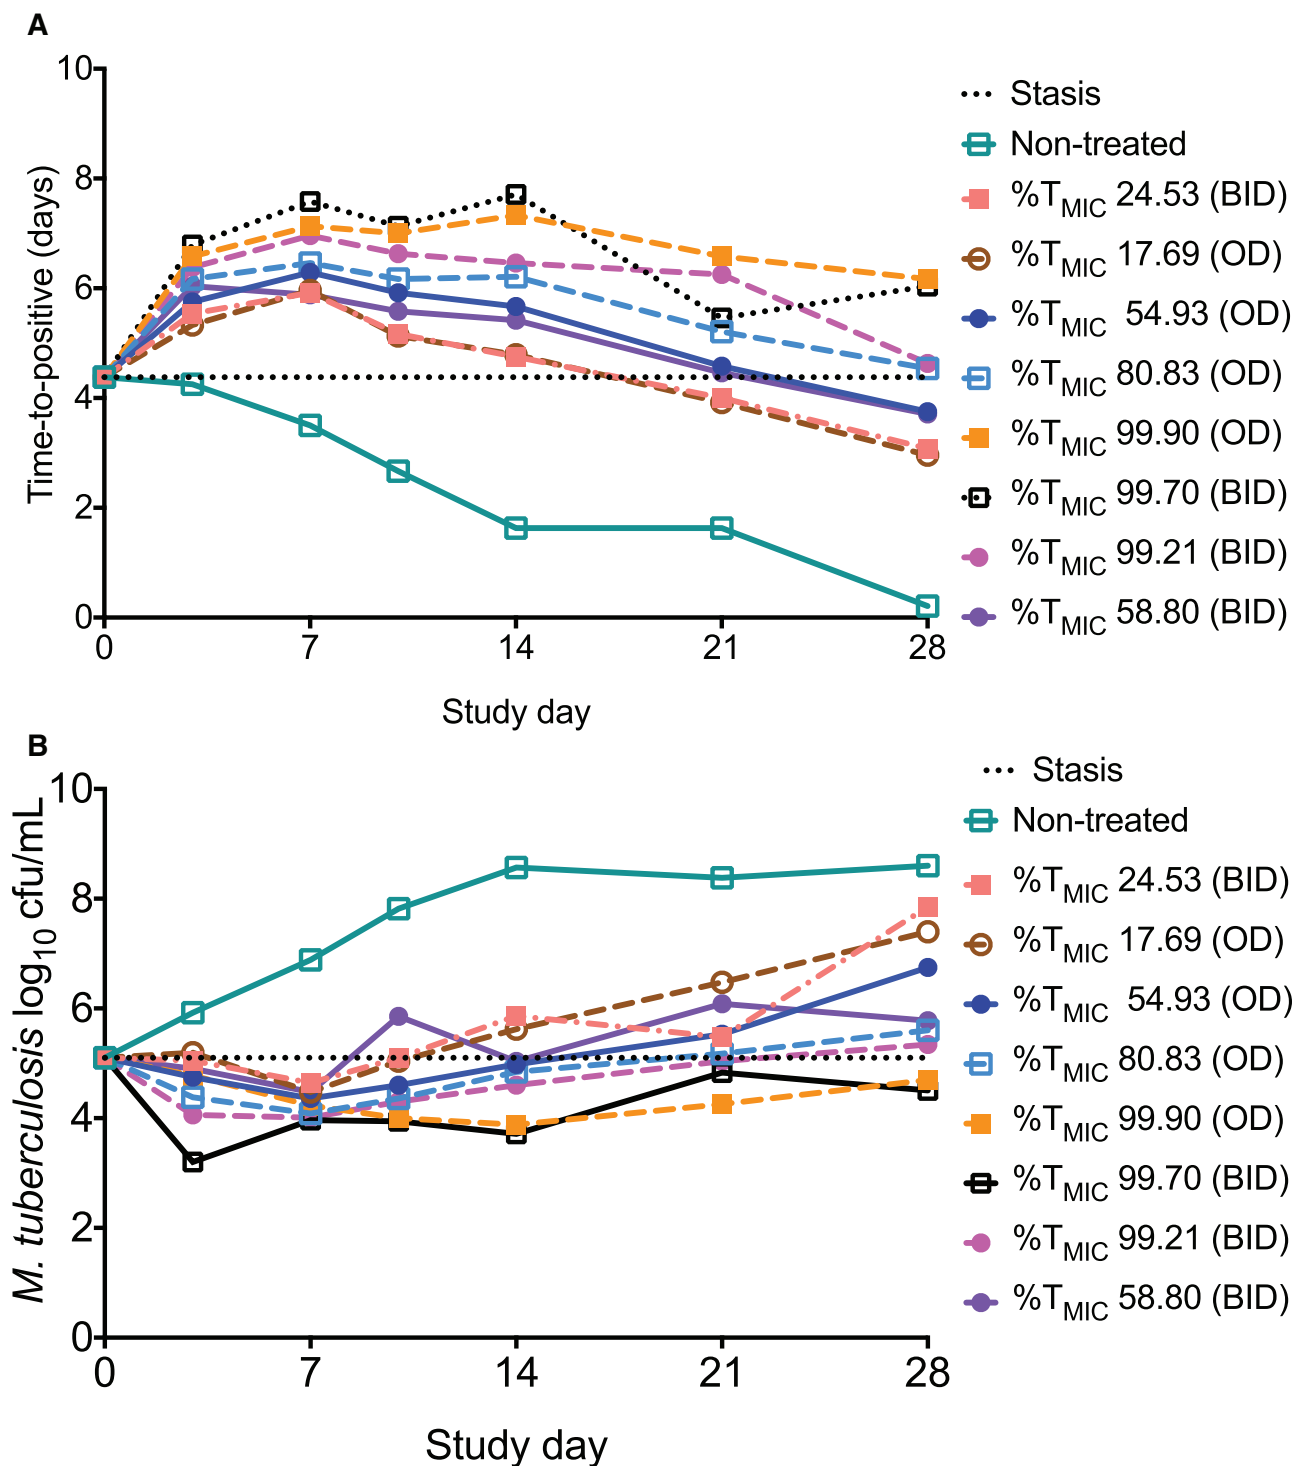 A
10
8
6
4
2
0
Time-to-positive (days)
0 7 14 21 28
Study day
Stasis
Non-treated
%TMIC 24.53 (BID)
%TMIC 17.69 (OD)
%TMIC 54.93 (OD)
%TMIC 80.83 (OD)
%TMIC 99.90 (OD)
%TMIC 99.70 (BID)
%TMIC 99.21 (BID)
%TMIC 58.80 (BID)
B
10
8
6
4
2
0
M. tuberculosis log10 cfu/mL
0 7 14 21 28
Study day
Stasis
Non-treated
%TMIC 24.53 (BID)
%TMIC 17.69 (OD)
%TMIC 54.93 (OD)
%TMIC 80.83 (OD)
%TMIC 99.90 (OD)
%TMIC 99.70 (BID)
%TMIC 99.21 (BID)
%TMIC 58.80 (BID)